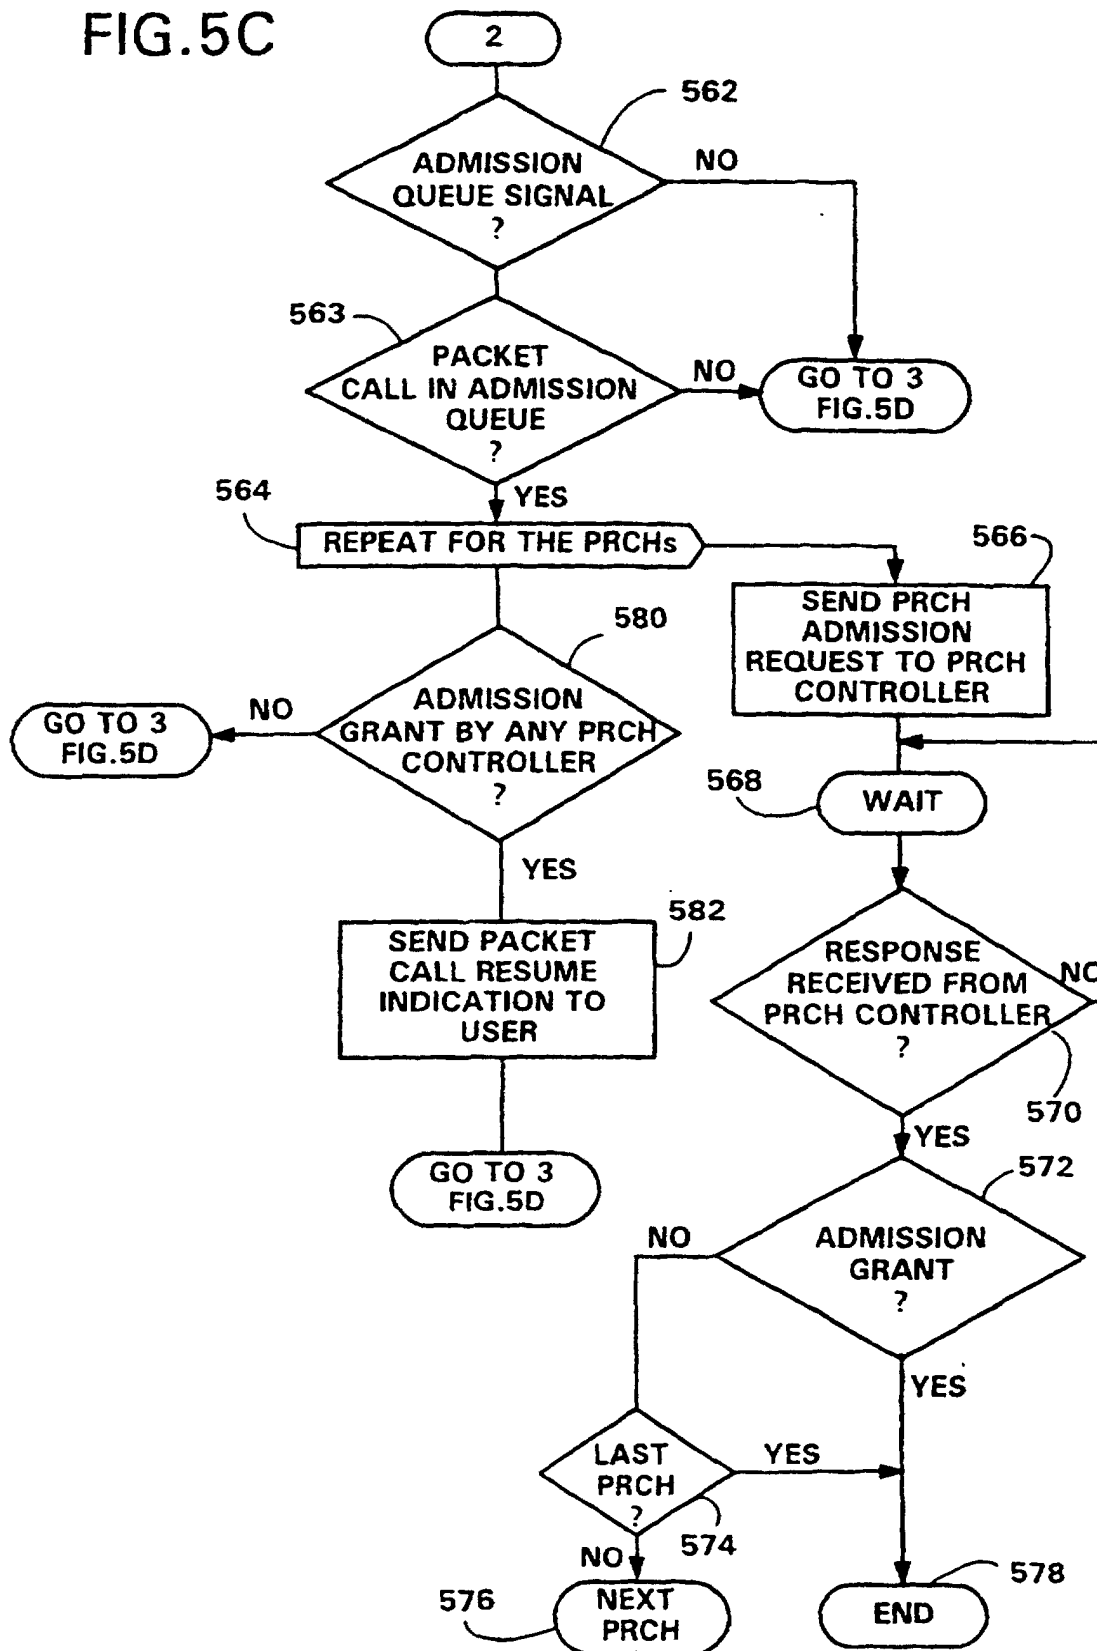 FIG.5C
2
562
ADMISSION
QUEUE SIGNAL
?
NO
563
PACKET
CALL IN ADMISSION
QUEUE
?
NO
GO TO 3
FIG.5D
YES
564
REPEAT FOR THE PRCHs
566
SEND PRCH
ADMISSION
REQUEST TO PRCH
CONTROLLER
580
ADMISSION
GRANT BY ANY PRCH
CONTROLLER
?
NO
GO TO 3
FIG.5D
568
WAIT
YES
582
SEND PACKET
CALL RESUME
INDICATION TO
USER
RESPONSE
RECEIVED FROM
PRCH CONTROLLER
?
NO
570
YES
GO TO 3
FIG.5D
572
ADMISSION
GRANT
?
NO
YES
LAST
PRCH
?
YES
574
NO
576
NEXT
PRCH
578
END